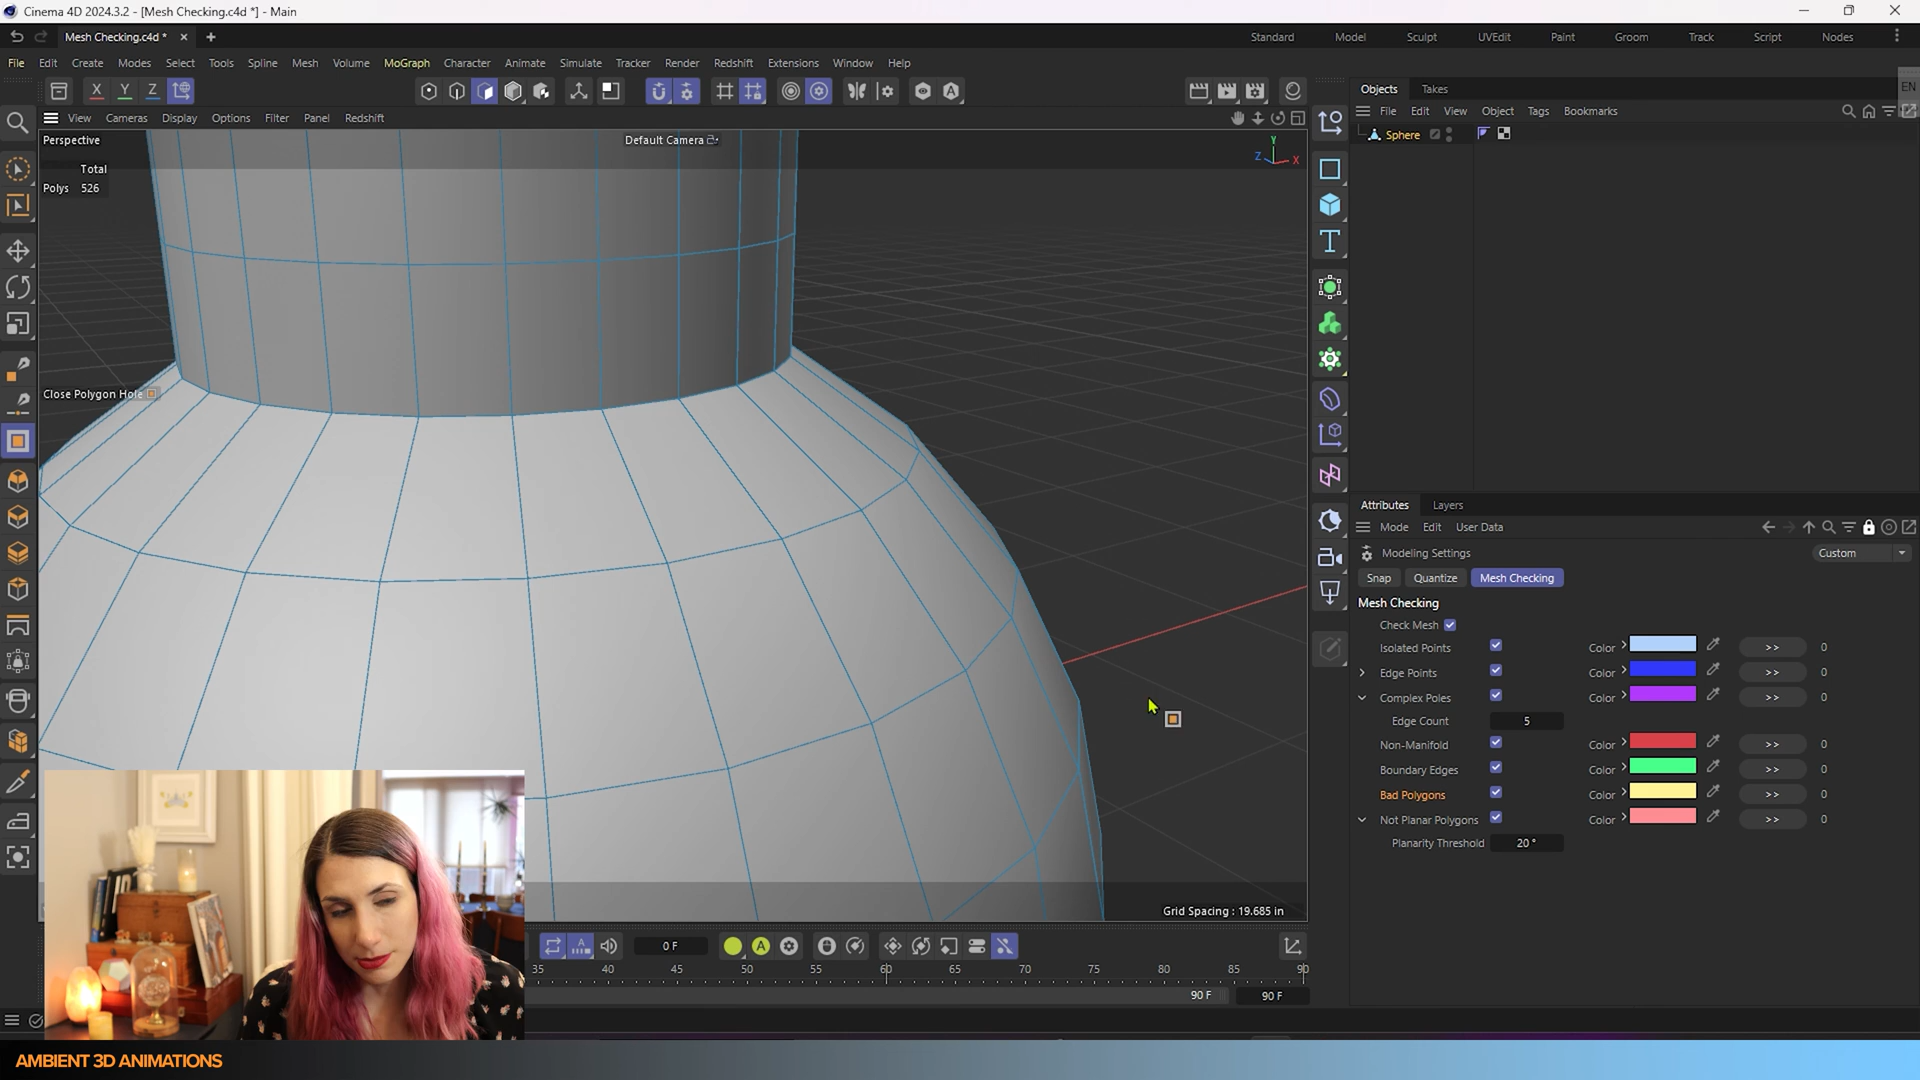 Cinema 4D 2024.3.2 - [Mesh Checking.c4d *] - Main
Mesh Checking.c4d * × +
Standard Model Sculpt UVEdit Paint Groom Track Script Nodes
File Edit Create Modes Select Tools Spline Mesh Volume MoGraph Character Animate Simulate Tracker Render Redshift Extensions Window Help
X Y Z
EN
Objects Takes
View Cameras Display Options Filter Panel Redshift
File Edit View Object Tags Bookmarks
Perspective
Default Camera
Y
Z X
Sphere
Total
Polys 526
Close Polygon Hole
Attributes Layers
Mode Edit User Data
Modeling Settings
Custom
Snap Quantize Mesh Checking
Mesh Checking
Check Mesh
Isolated Points Color >> 0
Edge Points Color >> 0
Complex Poles Color >> 0
Edge Count 5
Non-Manifold Color >> 0
Boundary Edges Color >> 0
Bad Polygons Color >> 0
Not Planar Polygons Color >> 0
Planarity Threshold 20 °
Grid Spacing : 19.685 in
0 F
35 40 45 50 55 60 65 70 75 80 85 90
90 F 90 F
AMBIENT 3D ANIMATIONS